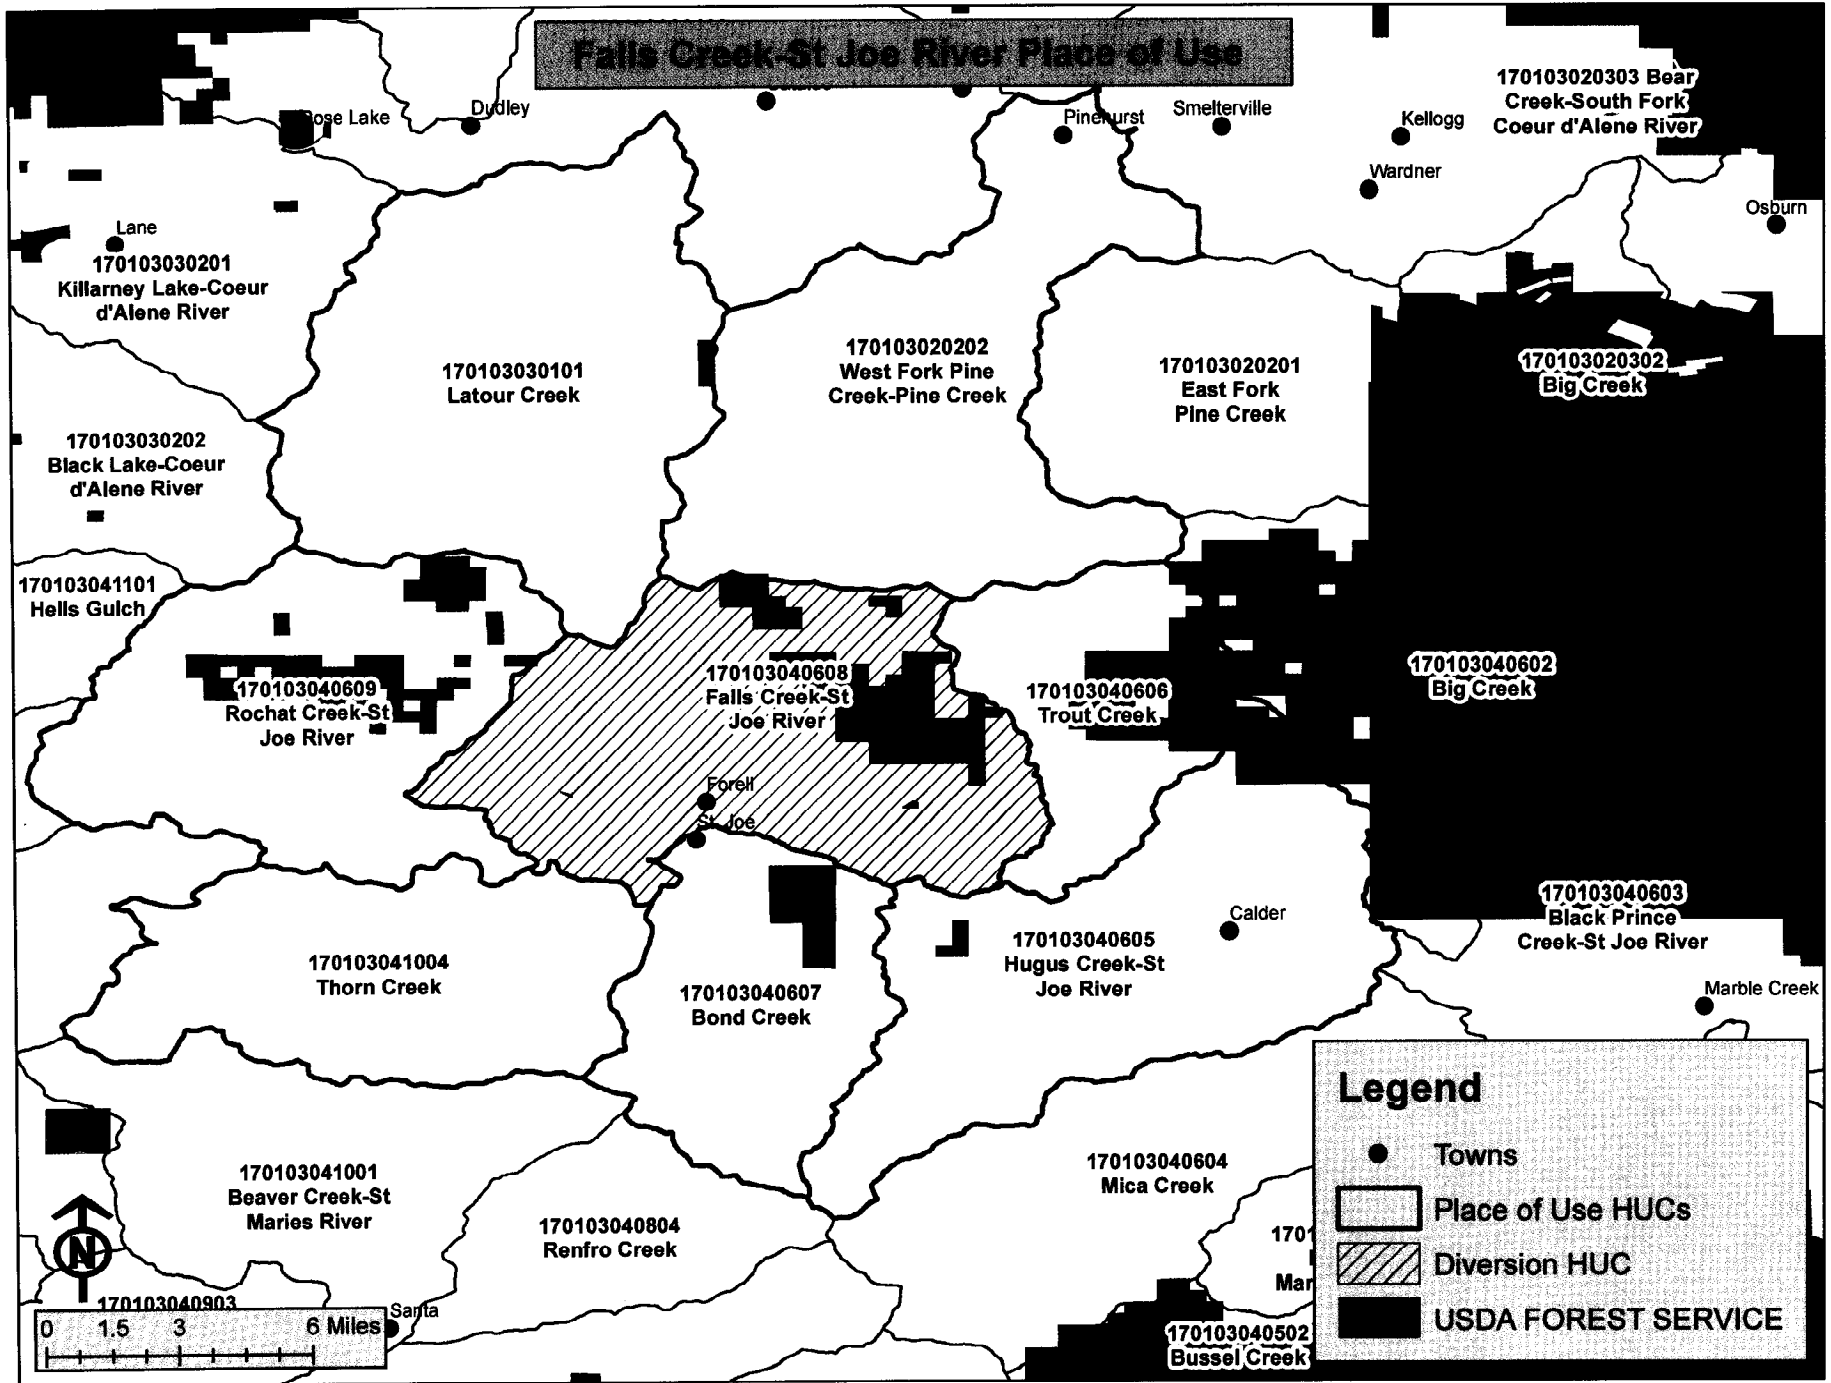 Falls Creek-St Joe River Place of Use
170103020303 Bear
Creek-South Fork
Coeur d'Alene River
Rose Lake
Dudley
Pinehurst
Smelterville
Kellogg
Wardner
Osburn
Lane
170103030201
Killarney Lake-Coeur
d'Alene River
170103030101
Latour Creek
170103020202
West Fork Pine
Creek-Pine Creek
170103020201
East Fork
Pine Creek
170103020302
Big Creek
170103030202
Black Lake-Coeur
d'Alene River
170103041101
Hells Gulch
170103040609
Rochat Creek-St
Joe River
170103040608
Falls Creek-St
Joe River
170103040606
Trout Creek
170103040602
Big Creek
Forell
St. Joe
Calder
170103040603
Black Prince
Creek-St Joe River
170103041004
Thorn Creek
170103040607
Bond Creek
170103040605
Hugus Creek-St
Joe River
Marble Creek
170103041001
Beaver Creek-St
Maries River
170103040804
Renfro Creek
170103040604
Mica Creek
1701
Mar
170103040903
Santa
170103040502
Bussel Creek
N
0 1.5 3 6 Miles
Legend
Towns
Place of Use HUCs
Diversion HUC
USDA FOREST SERVICE